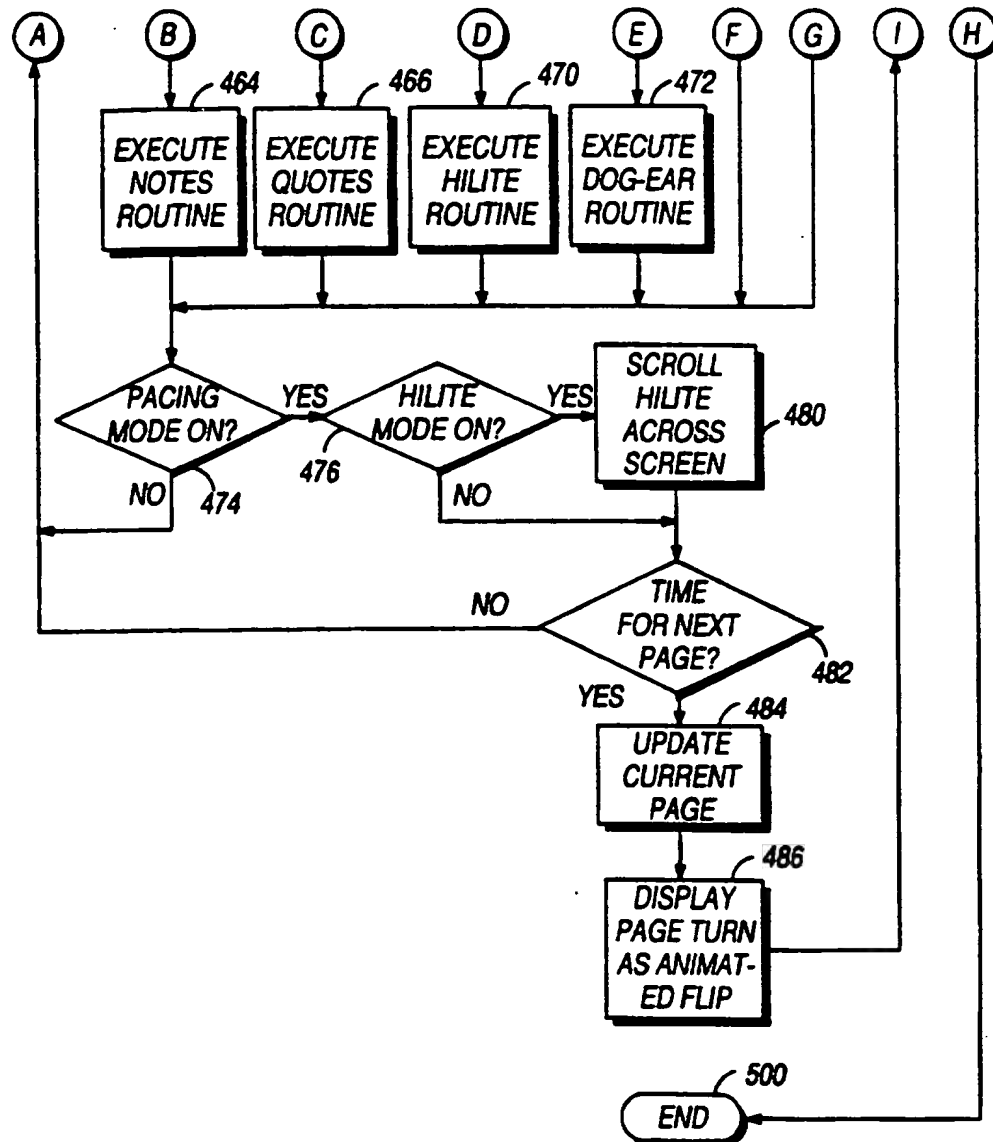 A B C D E F G I H
464 466 470 472
EXECUTE
NOTES
ROUTINE
EXECUTE
QUOTES
ROUTINE
EXECUTE
HILITE
ROUTINE
EXECUTE
DOG-EAR
ROUTINE
PACING
MODE ON?
YES
NO
474
HILITE
MODE ON?
YES
476
NO
SCROLL
HILITE
ACROSS
SCREEN
480
TIME
FOR NEXT
PAGE?
NO
482
YES
484
UPDATE
CURRENT
PAGE
486
DISPLAY
PAGE TURN
AS ANIMAT-
ED FLIP
500
END